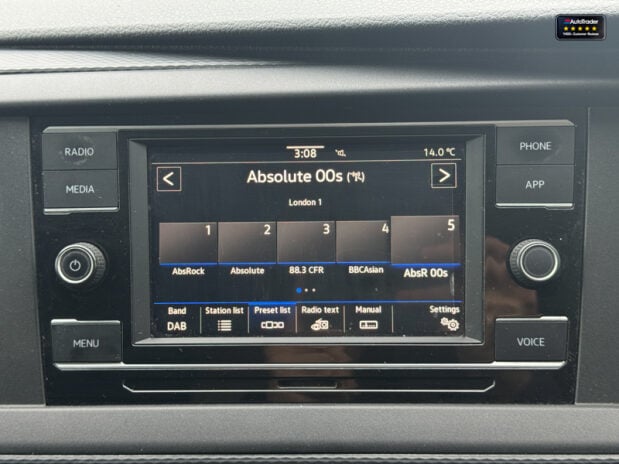 AutoTrader
RADIO
MEDIA
MENU
PHONE
APP
VOICE
3:08
14.0 °C
<
Absolute 00s
>
London 1
1 2 3 4 5
AbsRock Absolute 88.3 CFR BBCAsian AbsR 00s
Band Station list Preset list Radio text Manual Settings
DAB